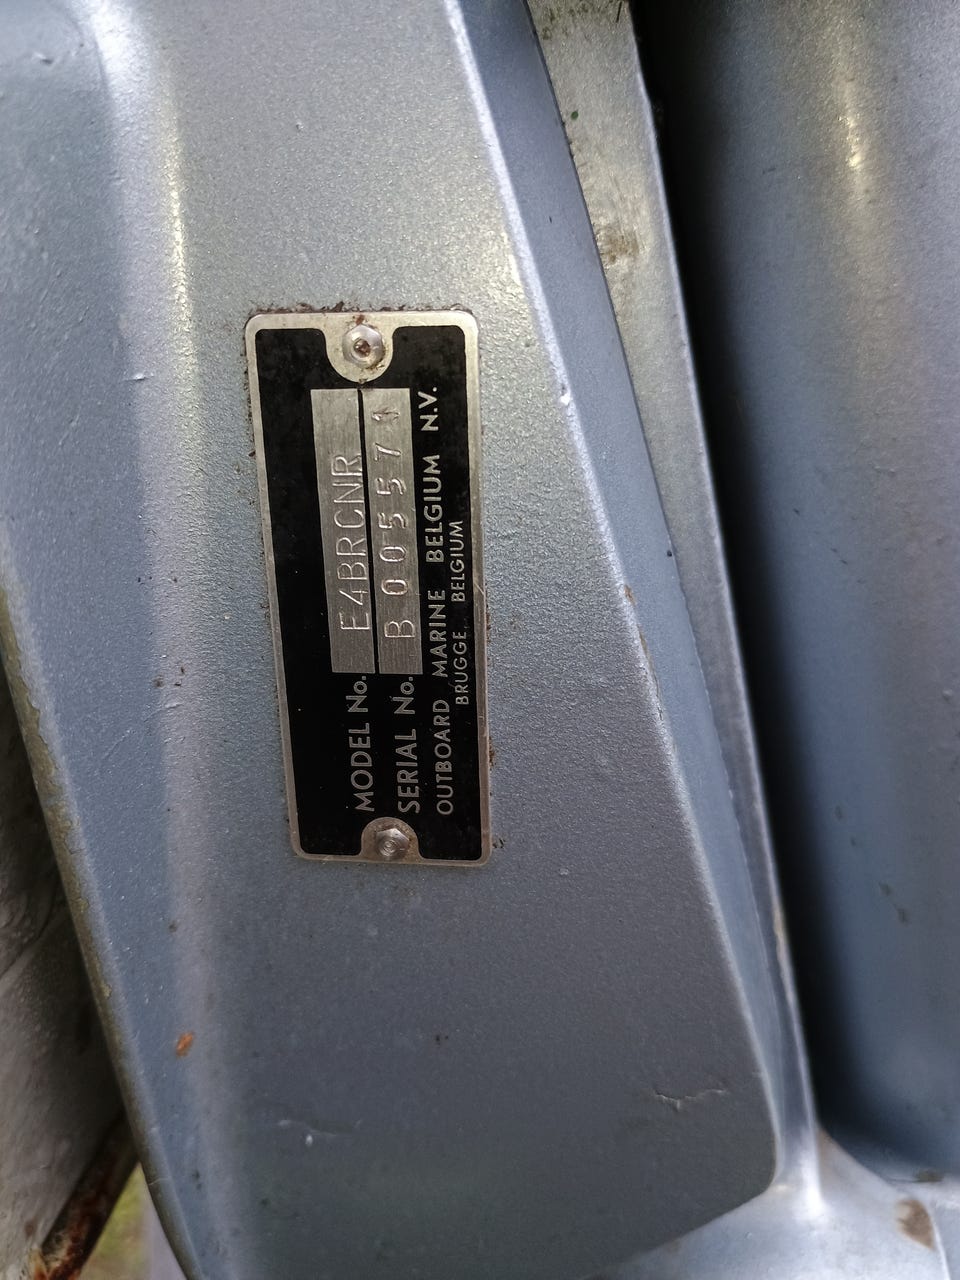 MODEL No. E4BRCNR
SERIAL No. B 005571
OUTBOARD MARINE BELGIUM N.V.
BRUGGE BELGIUM